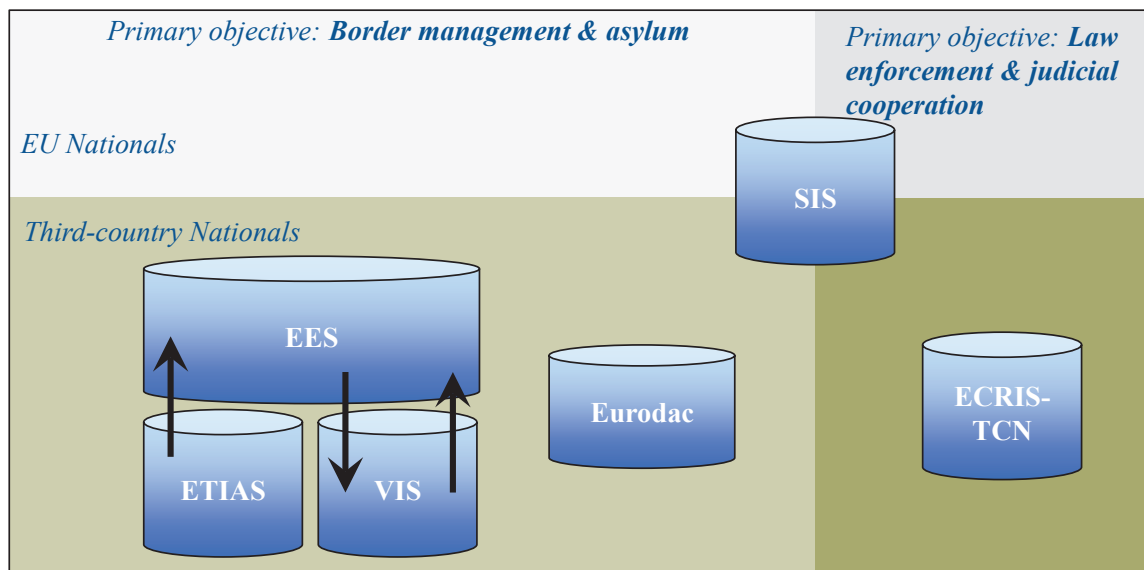 Primary objective: Border management & asylum
Primary objective: Law
enforcement & judicial
cooperation
EU Nationals
SIS
Third-country Nationals
EES
Eurodac
ECRIS-
TCN
ETIAS
VIS